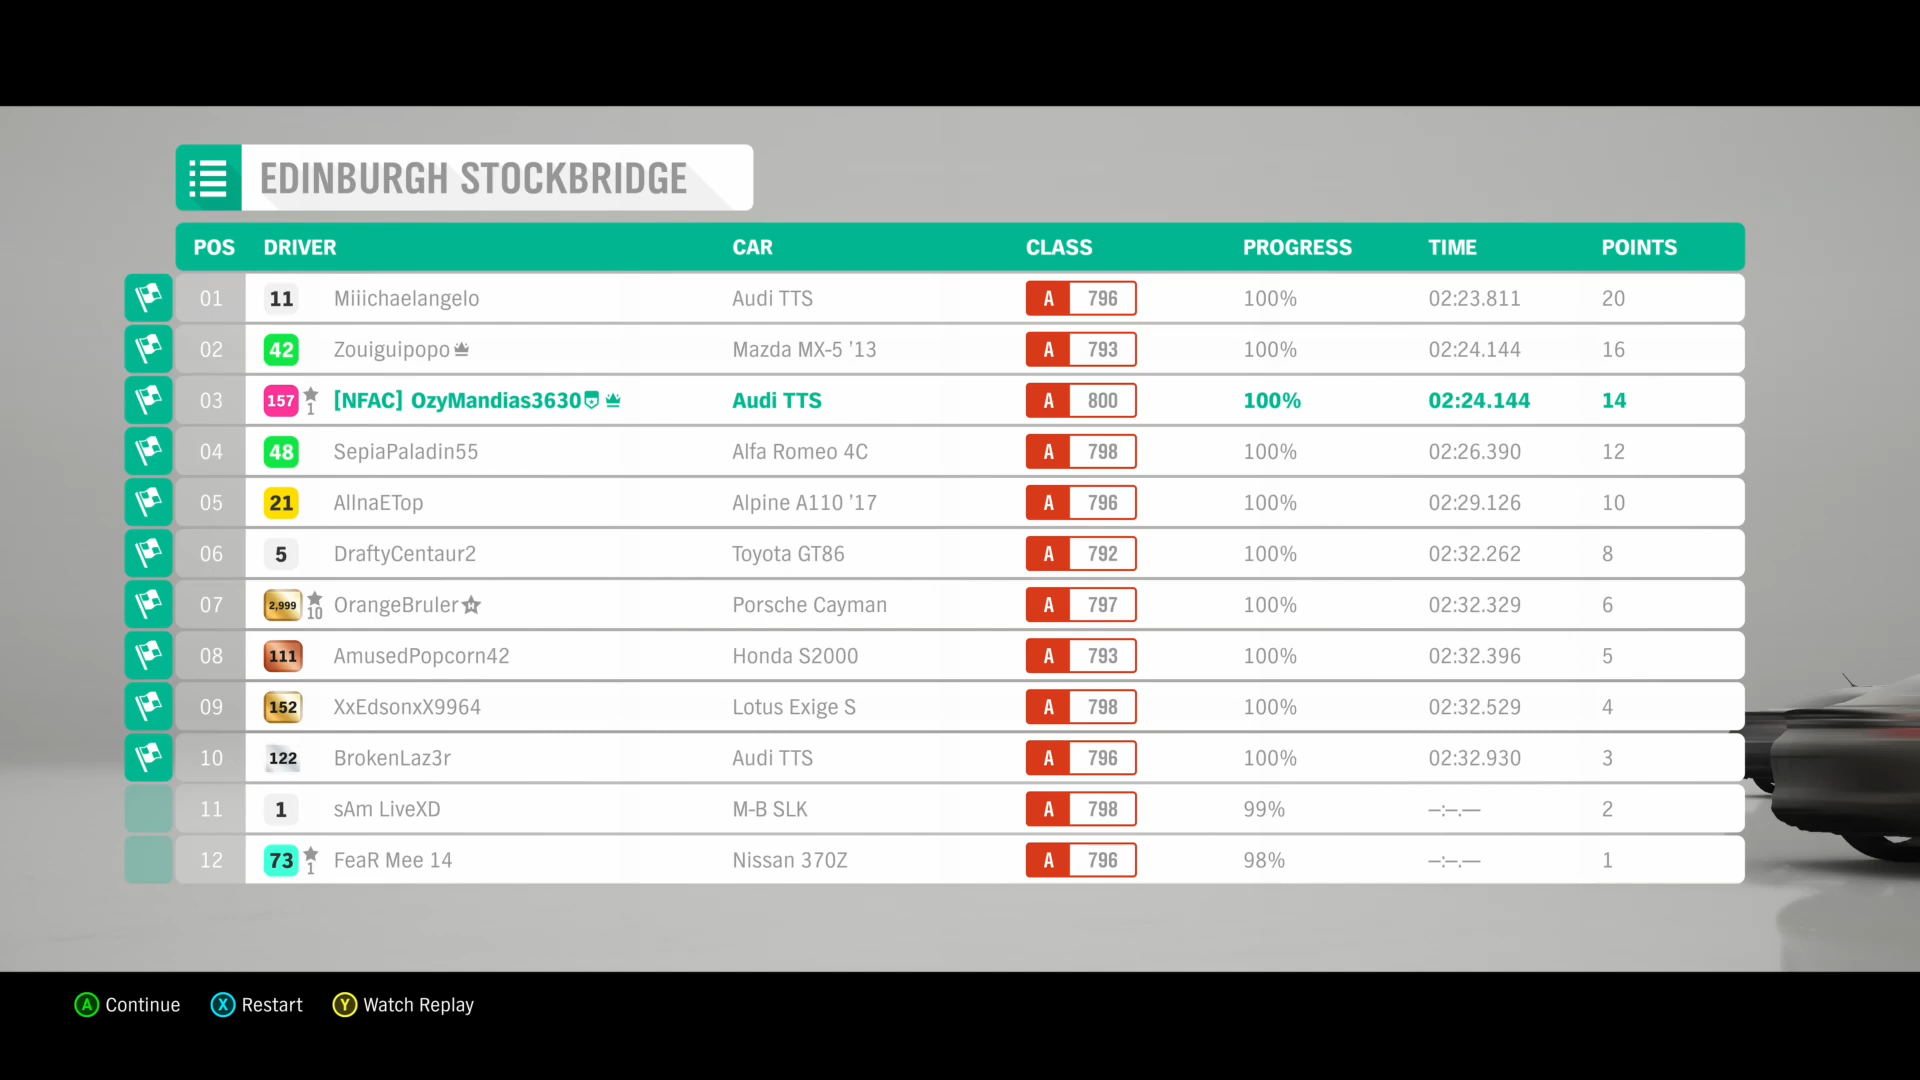 EDINBURGH STOCKBRIDGE
POS DRIVER CAR CLASS PROGRESS TIME POINTS
01 11 Miiichaelangelo Audi TTS A 796 100% 02:23.811 20
02 42 Zouiguipopo Mazda MX-5 '13 A 793 100% 02:24.144 16
03 157 1 [NFAC] OzyMandias3630 Audi TTS A 800 100% 02:24.144 14
04 48 SepiaPaladin55 Alfa Romeo 4C A 798 100% 02:26.390 12
05 21 AllnaETop Alpine A110 '17 A 796 100% 02:29.126 10
06 5 DraftyCentaur2 Toyota GT86 A 792 100% 02:32.262 8
07 2,999 10 OrangeBruler Porsche Cayman A 797 100% 02:32.329 6
08 111 AmusedPopcorn42 Honda S2000 A 793 100% 02:32.396 5
09 152 XxEdsonxX9964 Lotus Exige S A 798 100% 02:32.529 4
10 122 BrokenLaz3r Audi TTS A 796 100% 02:32.930 3
11 1 sAm LiveXD M-B SLK A 798 99% –:–.–– 2
12 73 1 FeaR Mee 14 Nissan 370Z A 796 98% –:–.–– 1
A Continue X Restart Y Watch Replay